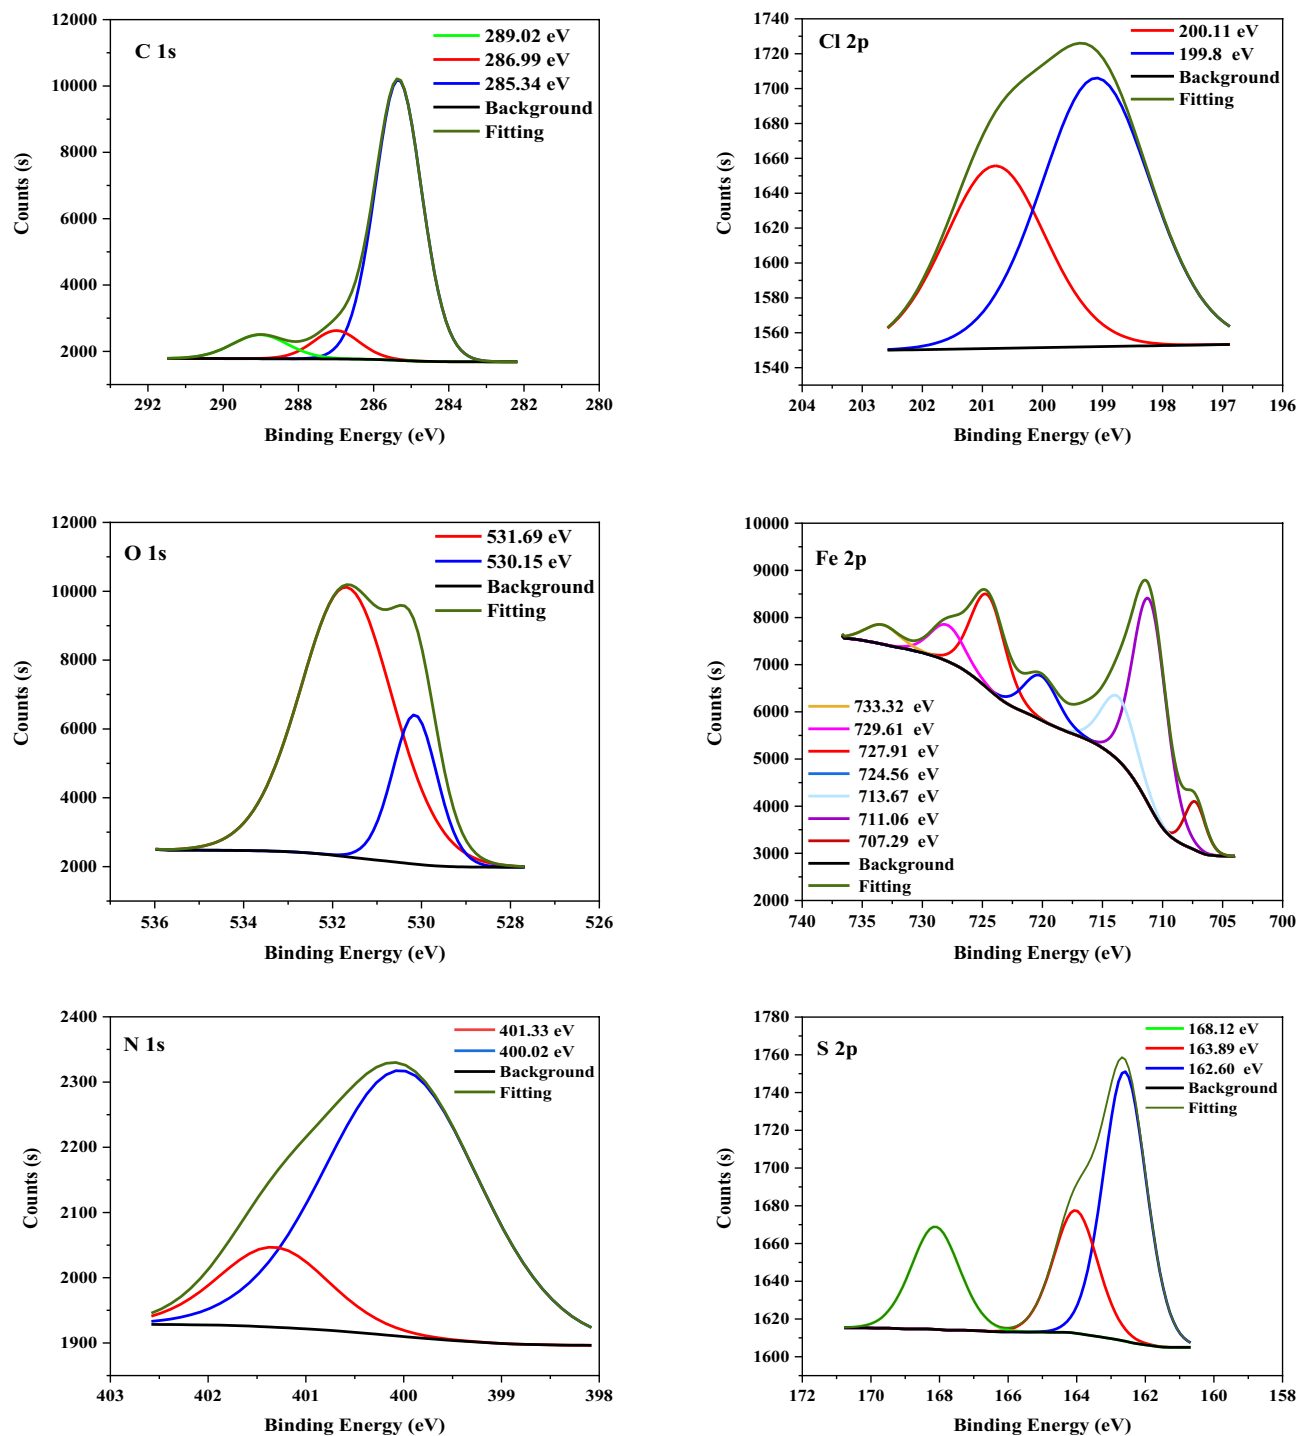 C 1s
289.02 eV
286.99 eV
285.34 eV
Background
Fitting
12000
10000
8000
6000
4000
2000
Counts (s)
292
290
288
286
284
282
280
Binding Energy (eV)
Cl 2p
200.11 eV
199.8 eV
Background
Fitting
1740
1720
1700
1680
1660
1640
1620
1600
1580
1560
1540
Counts (s)
204
203
202
201
200
199
198
197
196
Binding Energy (eV)
O 1s
531.69 eV
530.15 eV
Background
Fitting
12000
10000
8000
6000
4000
2000
Counts (s)
536
534
532
530
528
526
Binding Energy (eV)
Fe 2p
733.32 eV
729.61 eV
727.91 eV
724.56 eV
713.67 eV
711.06 eV
707.29 eV
Background
Fitting
10000
9000
8000
7000
6000
5000
4000
3000
2000
Counts (s)
740
735
730
725
720
715
710
705
700
Binding Energy (eV)
N 1s
401.33 eV
400.02 eV
Background
Fitting
2400
2300
2200
2100
2000
1900
Counts (s)
403
402
401
400
399
398
Binding Energy (eV)
S 2p
168.12 eV
163.89 eV
162.60 eV
Background
Fitting
1780
1760
1740
1720
1700
1680
1660
1640
1620
1600
Counts (s)
172
170
168
166
164
162
160
158
Binding Energy (eV)